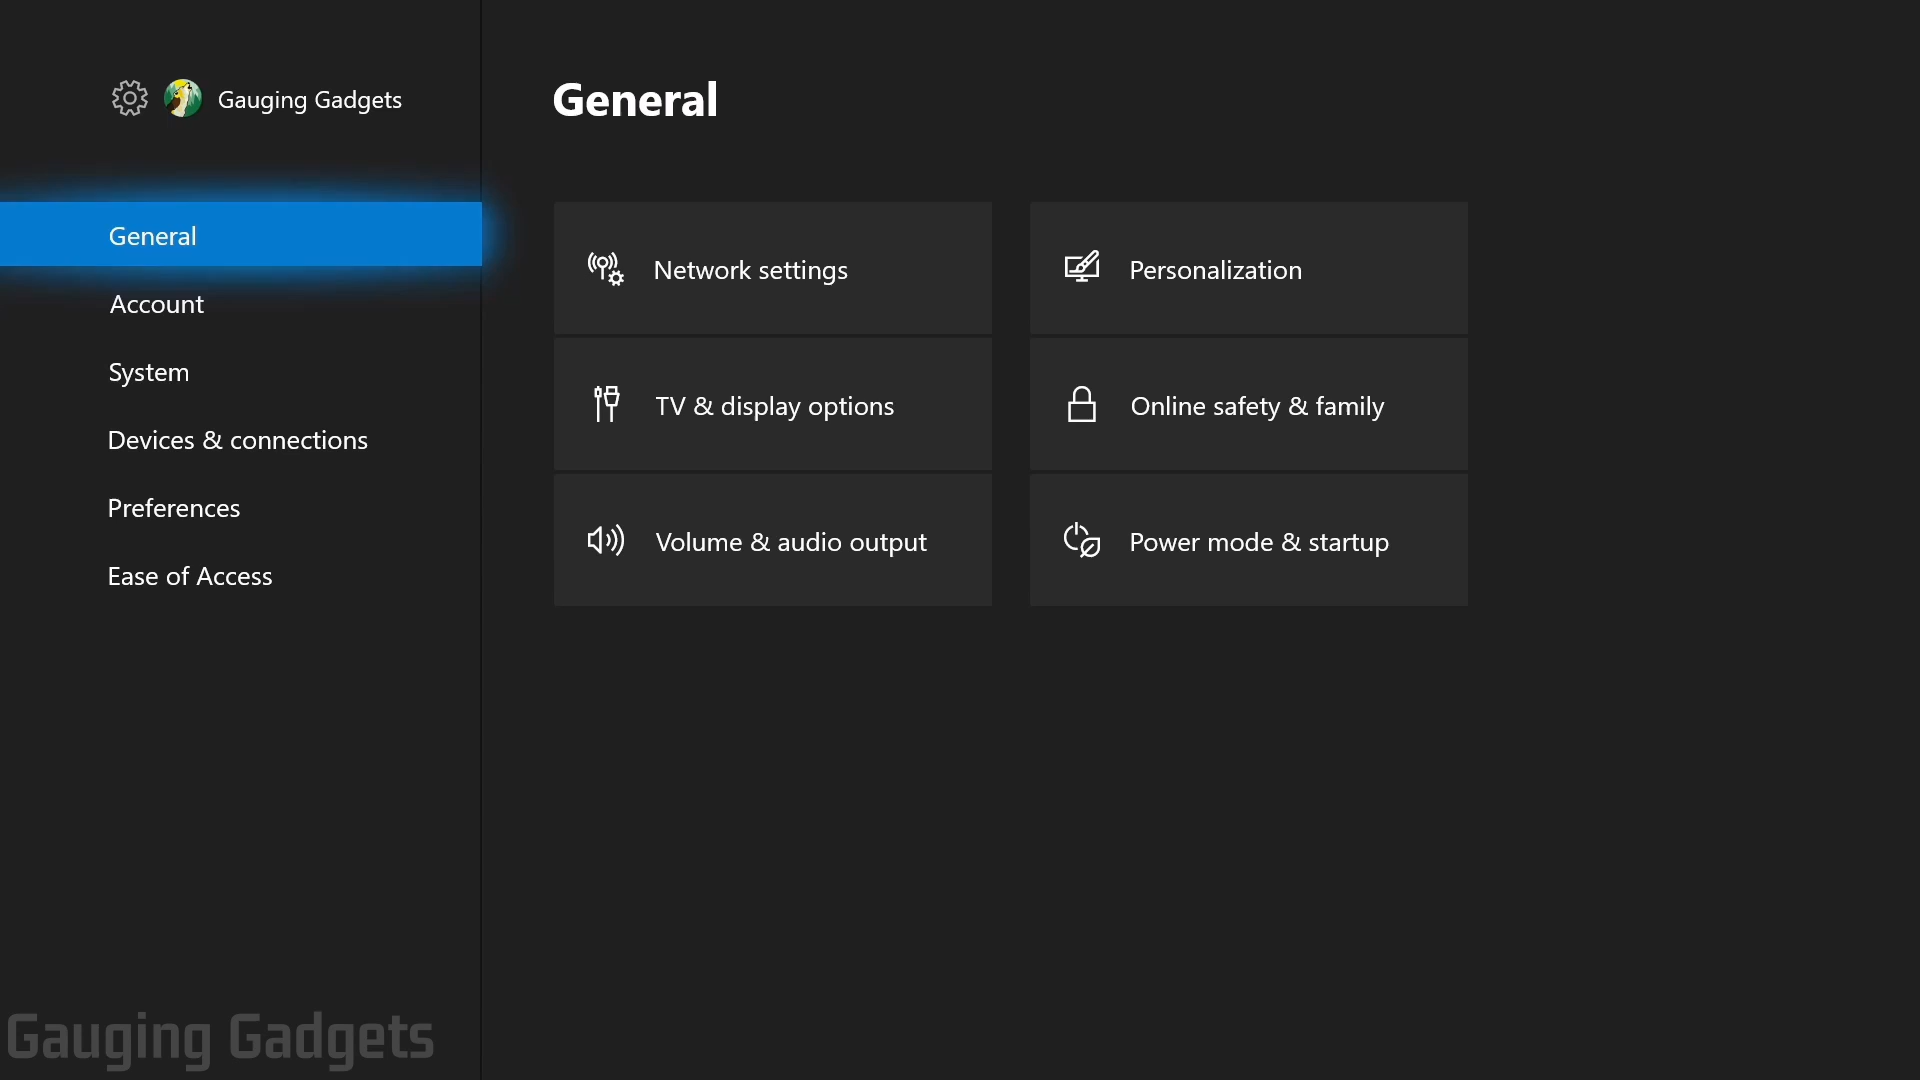 Gauging Gadgets
General
Account
System
Devices & connections
Preferences
Ease of Access
General
Network settings
Personalization
TV & display options
Online safety & family
Volume & audio output
Power mode & startup
Gauging Gadgets